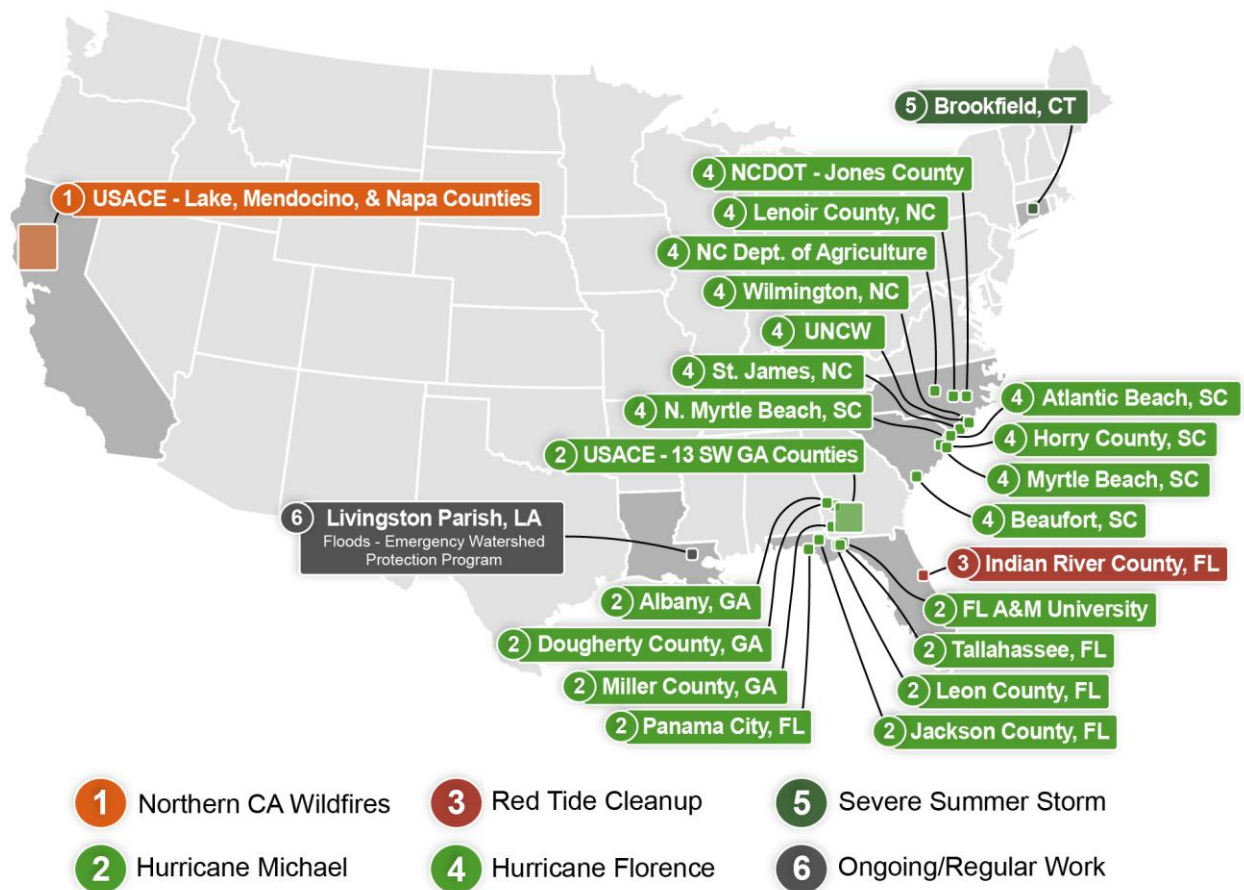 5 Brookfield, CT
4 NCDOT - Jones County
1 USACE - Lake, Mendocino, & Napa Counties
4 Lenoir County, NC
4 NC Dept. of Agriculture
4 Wilmington, NC
4 UNCW
4 St. James, NC
4 Atlantic Beach, SC
4 N. Myrtle Beach, SC
4 Horry County, SC
2 USACE - 13 SW GA Counties
4 Myrtle Beach, SC
6 Livingston Parish, LA
Floods - Emergency Watershed
Protection Program
4 Beaufort, SC
3 Indian River County, FL
2 Albany, GA
2 FL A&M University
2 Dougherty County, GA
2 Tallahassee, FL
2 Miller County, GA
2 Leon County, FL
2 Panama City, FL
2 Jackson County, FL
1 Northern CA Wildfires
3 Red Tide Cleanup
5 Severe Summer Storm
2 Hurricane Michael
4 Hurricane Florence
6 Ongoing/Regular Work